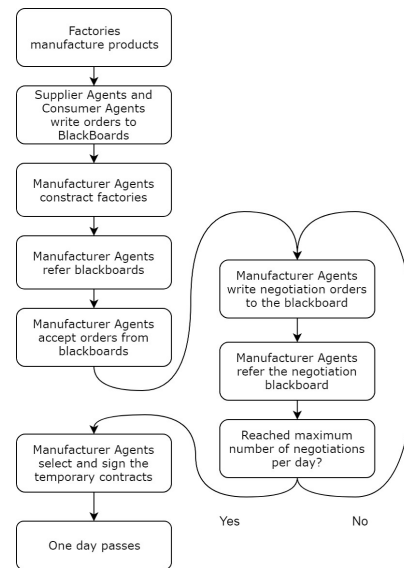 Factories
manufacture products
Supplier Agents and
Consumer Agents
write orders to
BlackBoards
Manufacturer Agents
constract factories
Manufacturer Agents
refer blackboards
Manufacturer Agents
accept orders from
blackboards
Manufacturer Agents
write negotiation orders
to the blackboard
Manufacturer Agents
refer the negotiation
blackboard
Reached maximum
number of negotiations
per day?
Yes
No
Manufacturer Agents
select and sign the
temporary contracts
One day passes